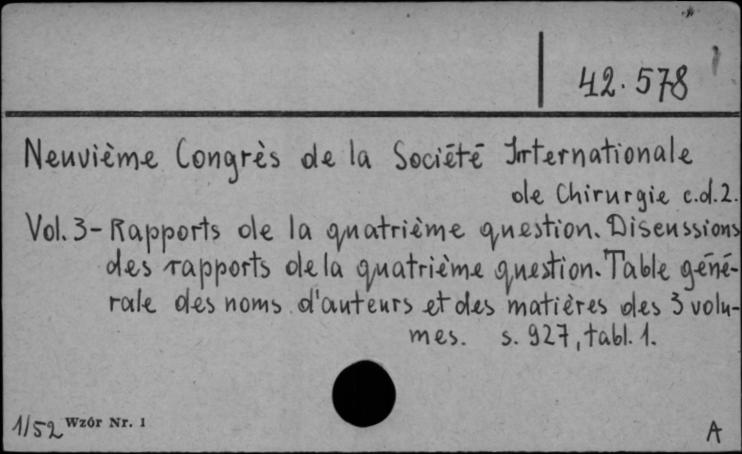 42.578
Neuvième Congrès de la Société Internationale
de Chirurgie c.d.2.
Vol. 3 - Rapports de la quatrième question. Discussions
des rapports de la quatrième question. Table géné-
rale des noms d'auteurs et des matières des 3 volu-
mes. s. 927, tabl. 1.
1/52 Wzór Nr. 1
A